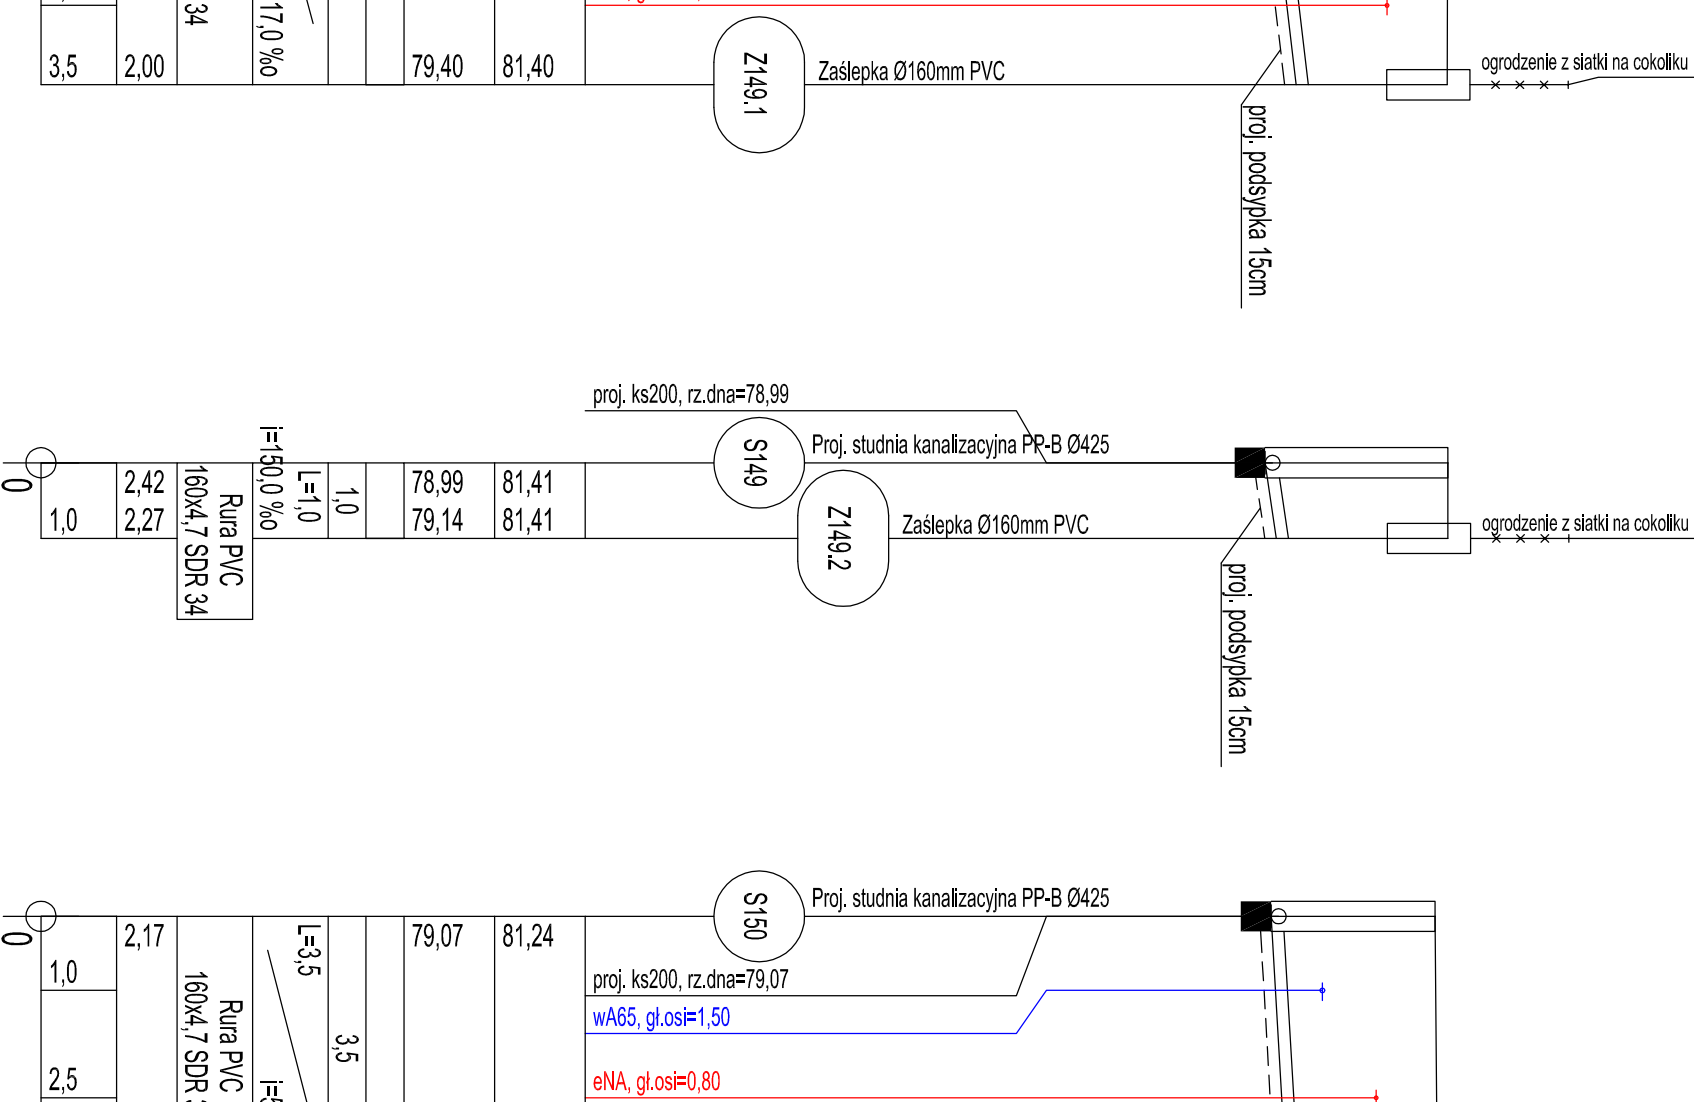 34
17,0 ‰
3,5
2,00
79,40
81,40
Z149.1
Zaślepka Ø160mm PVC
ogrodzenie z siatki na cokoliku
proj. podsypka 15cm
proj. ks200, rz.dna=78,99
S149
Proj. studnia kanalizacyjna PP-B Ø425
0
2,42
1,0
2,27
Rura PVC
160x4,7 SDR 34
L=1,0
i=150,0 ‰
1,0
78,99
81,41
79,14
81,41
Z149.2
Zaślepka Ø160mm PVC
ogrodzenie z siatki na cokoliku
proj. podsypka 15cm
S150
Proj. studnia kanalizacyjna PP-B Ø425
0
2,17
1,0
2,5
Rura PVC
160x4,7 SDR
L=3,5
3,5
79,07
81,24
proj. ks200, rz.dna=79,07
wA65, gł.osi=1,50
eNA, gł.osi=0,80